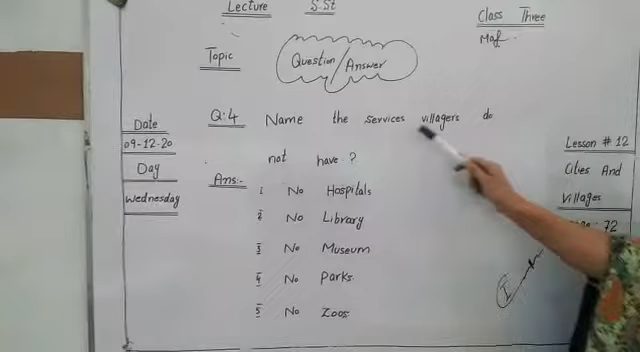 Lecture S.St
Class Three
Topic Question/Answer
Q:4 Name the services villagers do
not have?
Date
09-12-20
Day
Wednesday
Ans:-
1 No Hospitals
2 No Library
3 No Museum
4 No Parks
5 No Zoos
Lesson # 12
Cities And
Villages
72